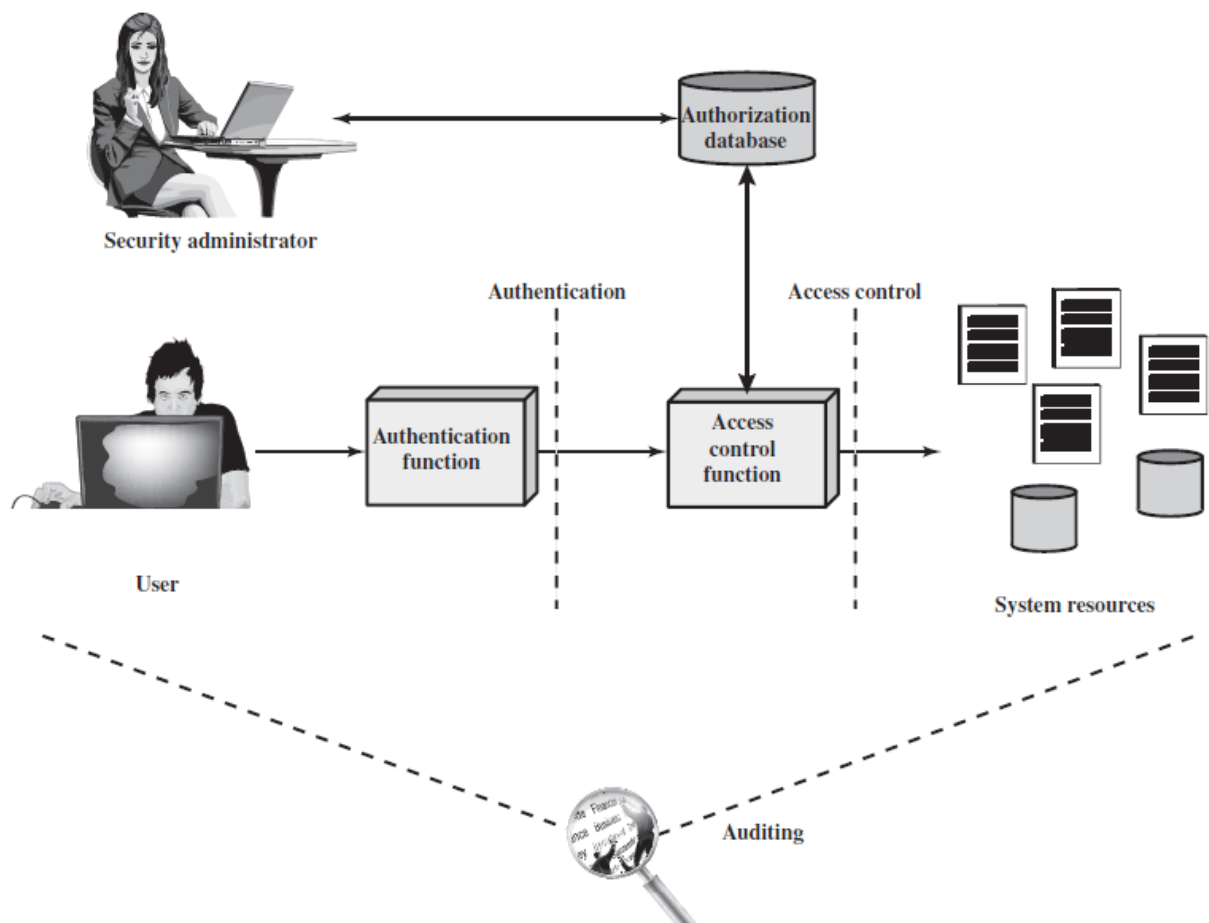 Authorization
database
Security administrator
Authentication
Access control
Authentication
function
Access
control
function
User
System resources
Auditing